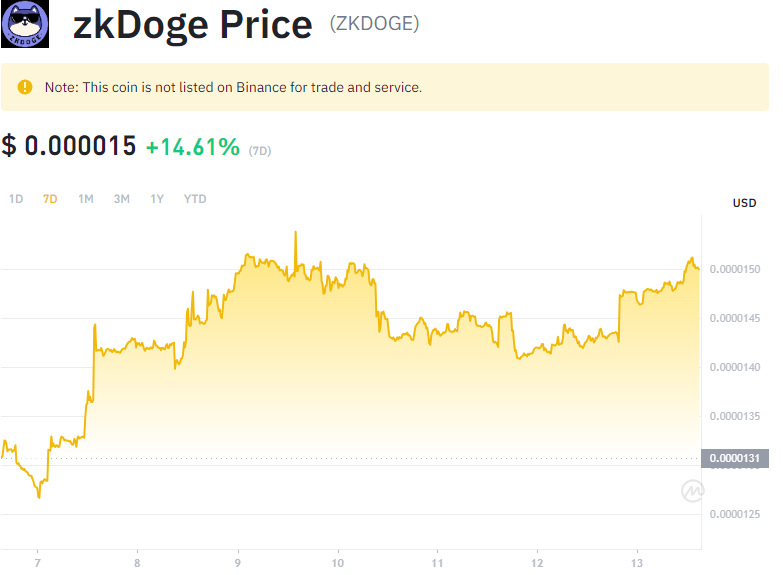 zkDoge Price (ZKDOGE)
ZKDOGE
Note: This coin is not listed on Binance for trade and service.
$ 0.000015 +14.61% (7D)
1D 7D 1M 3M 1Y YTD
USD
0.0000150
0.0000145
0.0000140
0.0000135
0.0000131
0.0000125
7 8 9 10 11 12 13